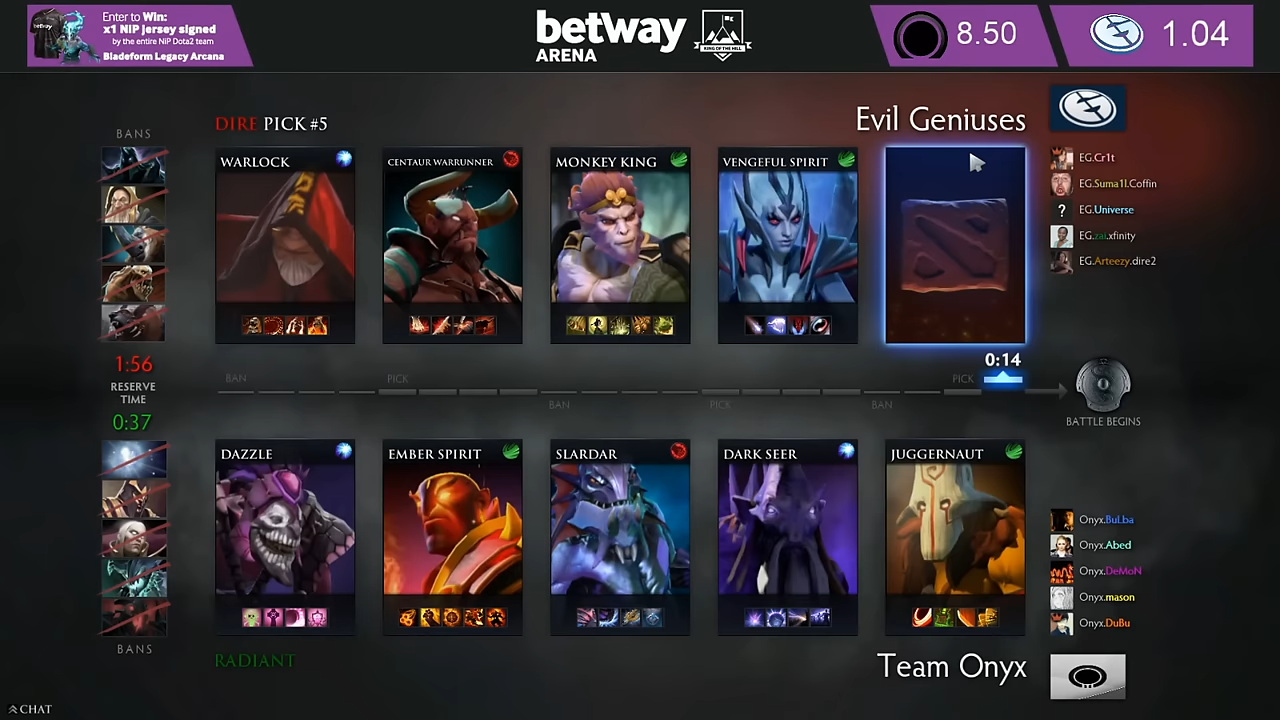 Enter to Win:
x1 NiP jersey signed
by the entire NiP Dota2 team
Bladeform Legacy Arcana
betway
ARENA
KING OF THE HILL
8.50
1.04
BANS
DIRE PICK #5
Evil Geniuses
WARLOCK
CENTAUR WARRUNNER
MONKEY KING
VENGEFUL SPIRIT
EG.Cr1t
EG.Suma1l.Coffin
?
EG.Universe
EG.zai.xfinity
EG.Arteezy.dire2
1:56
RESERVE
TIME
0:37
BAN
PICK
BAN
PICK
BAN
PICK
0:14
BATTLE BEGINS
DAZZLE
EMBER SPIRIT
SLARDAR
DARK SEER
JUGGERNAUT
Onyx.BuLba
Onyx.Abed
Onyx.DeMoN
Onyx.mason
Onyx.DuBu
BANS
RADIANT
Team Onyx
CHAT